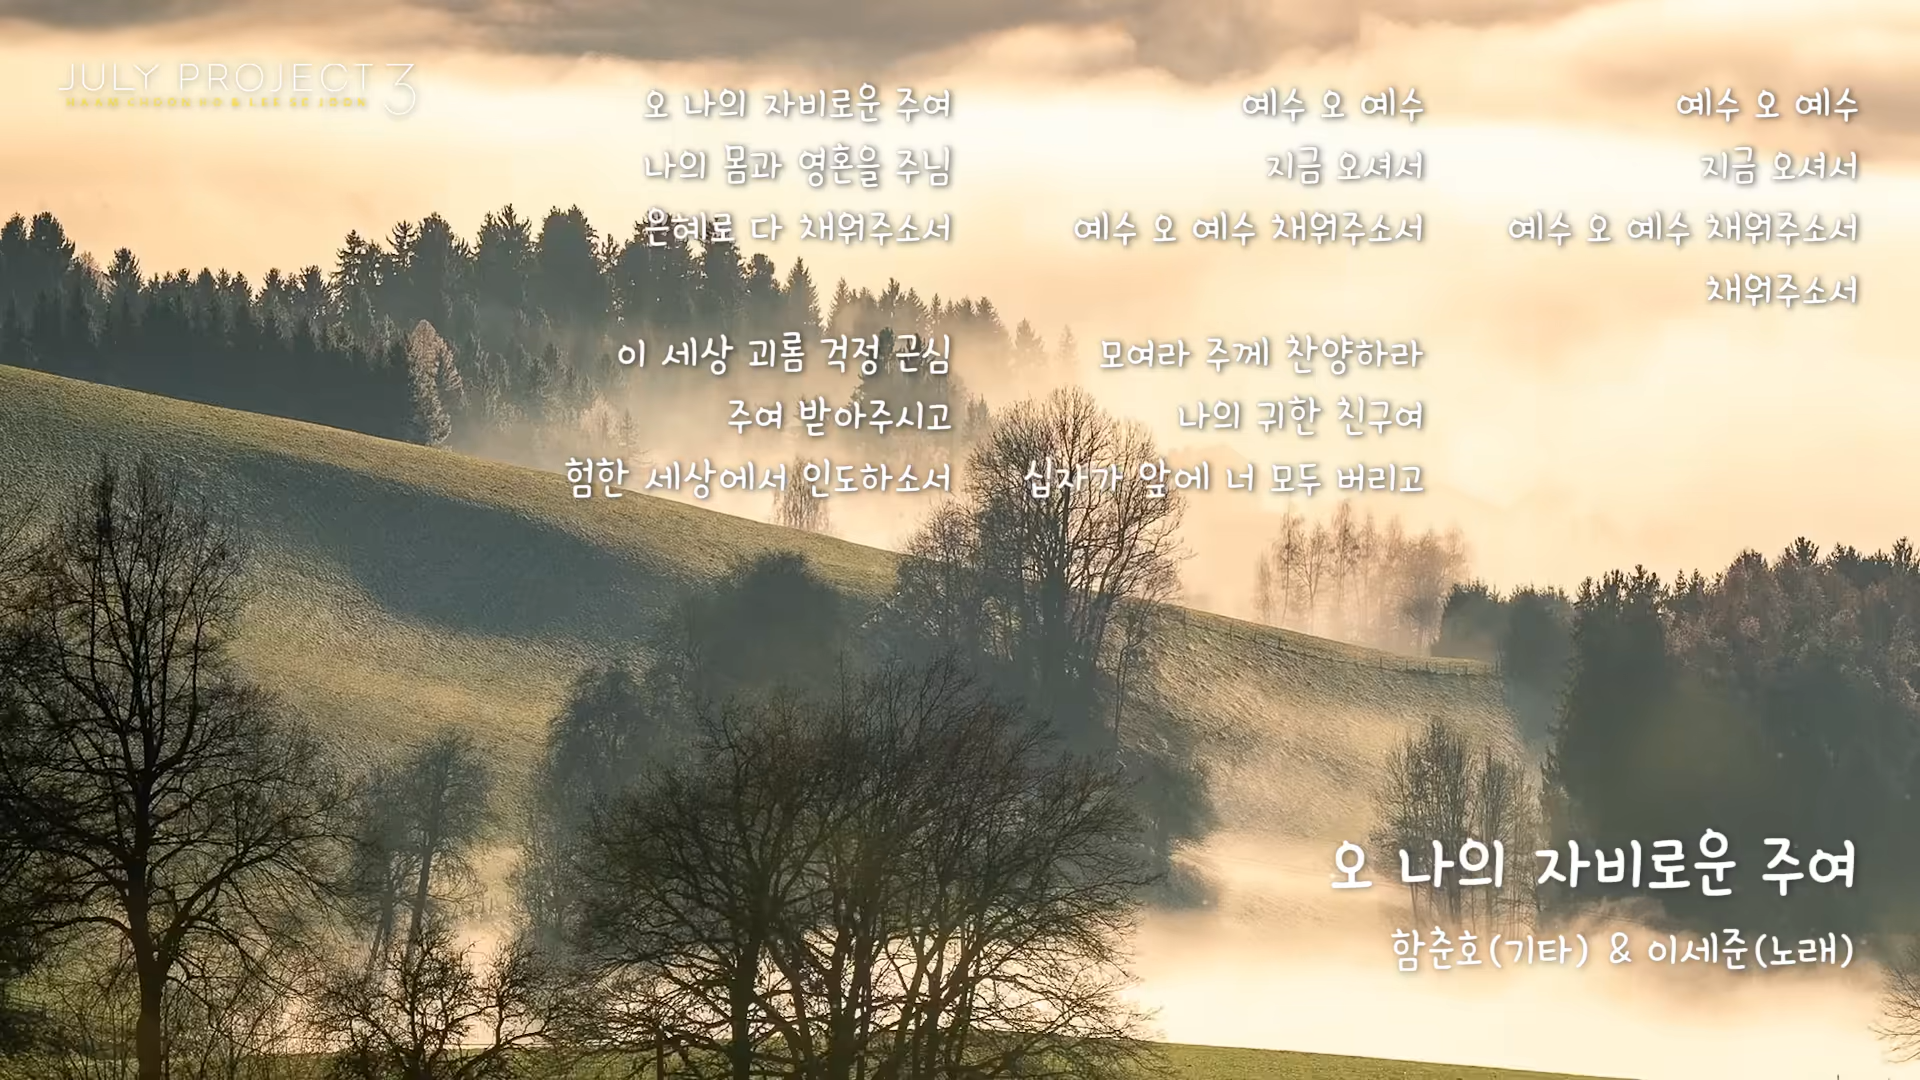 JULY PROJECT 3
HAAM CHOON HO & LEE SE JOON
오 나의 자비로운 주여
나의 몸과 영혼을 주님
은혜로 다 채워주소서
이 세상 괴롬 걱정 근심
주여 받아주시고
험한 세상에서 인도하소서
예수 오 예수
지금 오셔서
예수 오 예수 채워주소서
모여라 주께 찬양하라
나의 귀한 친구여
십자가 앞에 너 모두 버리고
예수 오 예수
지금 오셔서
예수 오 예수 채워주소서
채워주소서
오 나의 자비로운 주여
함춘호(기타) & 이세준(노래)